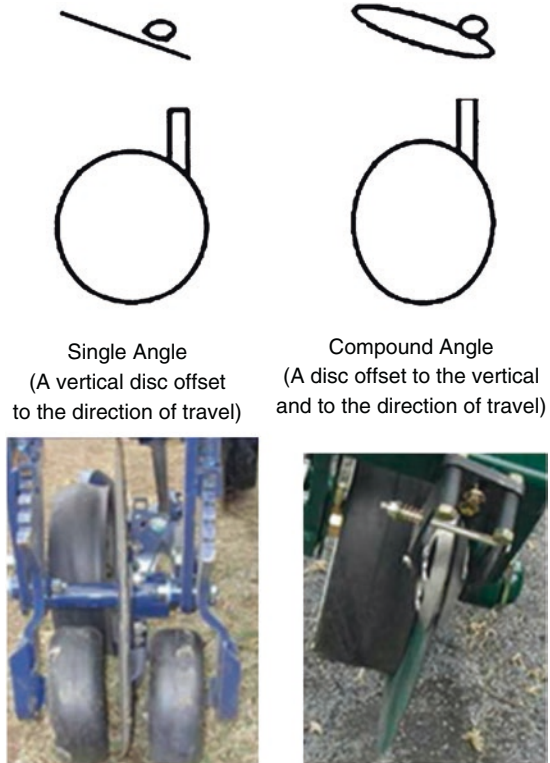 Single Angle
(A vertical disc offset
to the direction of travel)
Compound Angle
(A disc offset to the vertical
and to the direction of travel)